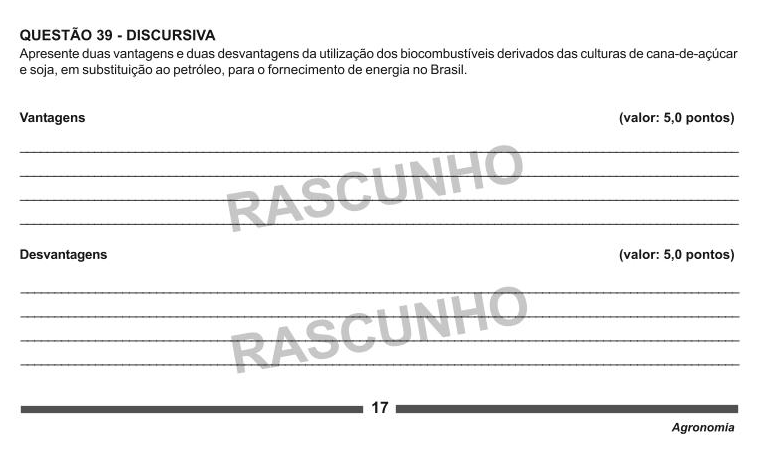 QUESTÃO 39 - DISCURSIVA
Apresente duas vantagens e duas desvantagens da utilização dos biocombustíveis derivados das culturas de cana-de-açúcar
e soja, em substituição ao petróleo, para o fornecimento de energia no Brasil.
Vantagens (valor: 5,0 pontos)
RASCUNHO
Desvantagens (valor: 5,0 pontos)
RASCUNHO
17
Agronomia